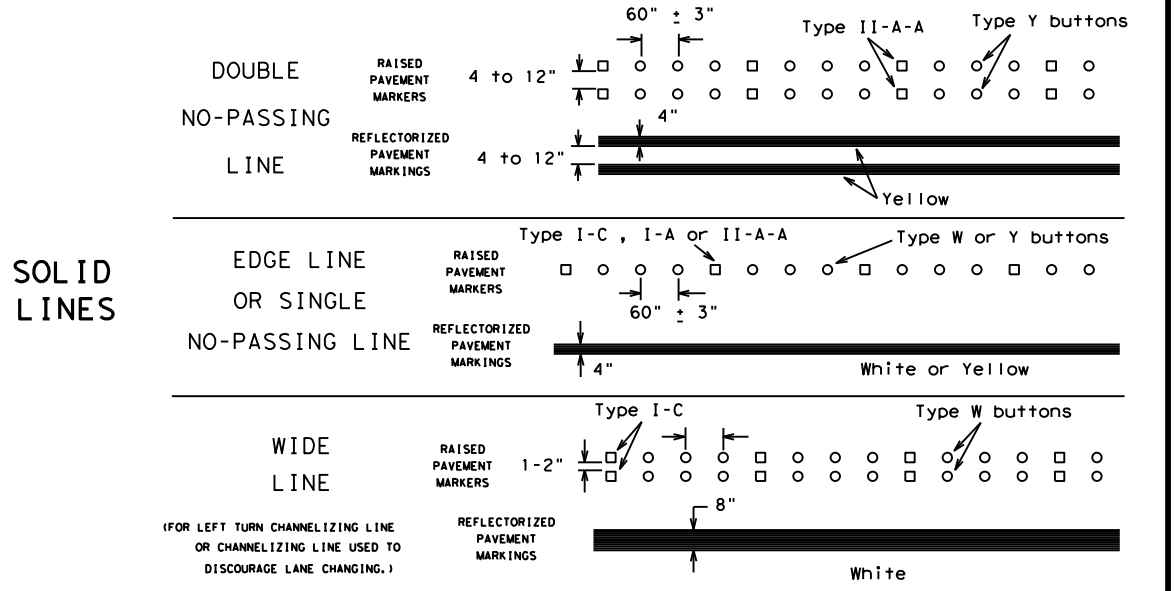 SOLID
LINES
DOUBLE
NO-PASSING
LINE
RAISED
PAVEMENT
MARKERS
4 to 12"
60" ± 3"
Type II-A-A
Type Y buttons
REFLECTORIZED
PAVEMENT
MARKINGS
4 to 12"
4"
Yellow
EDGE LINE
OR SINGLE
NO-PASSING LINE
RAISED
PAVEMENT
MARKERS
Type I-C , I-A or II-A-A
Type W or Y buttons
60" ± 3"
REFLECTORIZED
PAVEMENT
MARKINGS
4"
White or Yellow
WIDE
LINE
(FOR LEFT TURN CHANNELIZING LINE
OR CHANNELIZING LINE USED TO
DISCOURAGE LANE CHANGING.)
RAISED
PAVEMENT
MARKERS
1-2"
Type I-C
Type W buttons
REFLECTORIZED
PAVEMENT
MARKINGS
8"
White